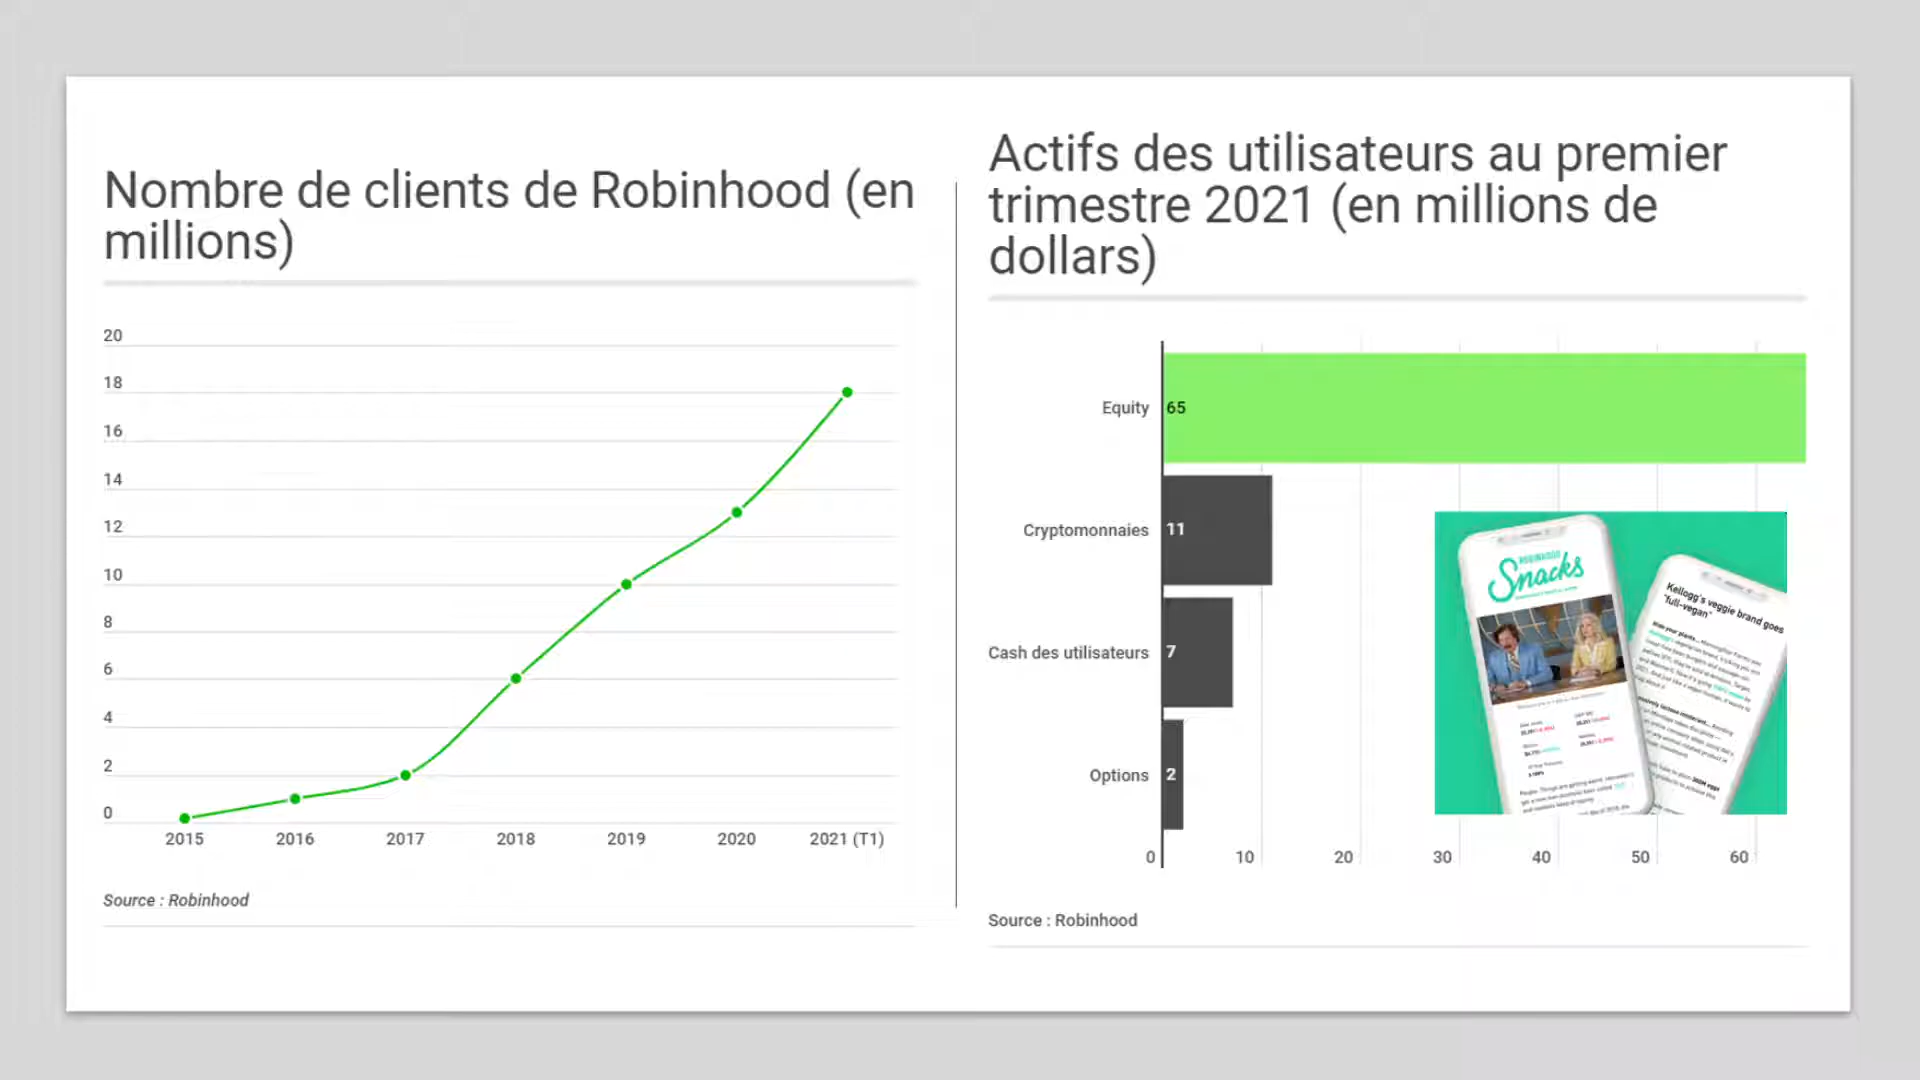 Nombre de clients de Robinhood (en
millions)
20
18
16
14
12
10
8
6
4
2
0
2015 2016 2017 2018 2019 2020 2021 (T1)
Source : Robinhood
Actifs des utilisateurs au premier
trimestre 2021 (en millions de
dollars)
Equity 65
Cryptomonnaies 11
Cash des utilisateurs 7
Options 2
0 10 20 30 40 50 60
ROBINHOOD
Snacks
Kellogg's veggie brand goes
"full-vegan"
Source : Robinhood